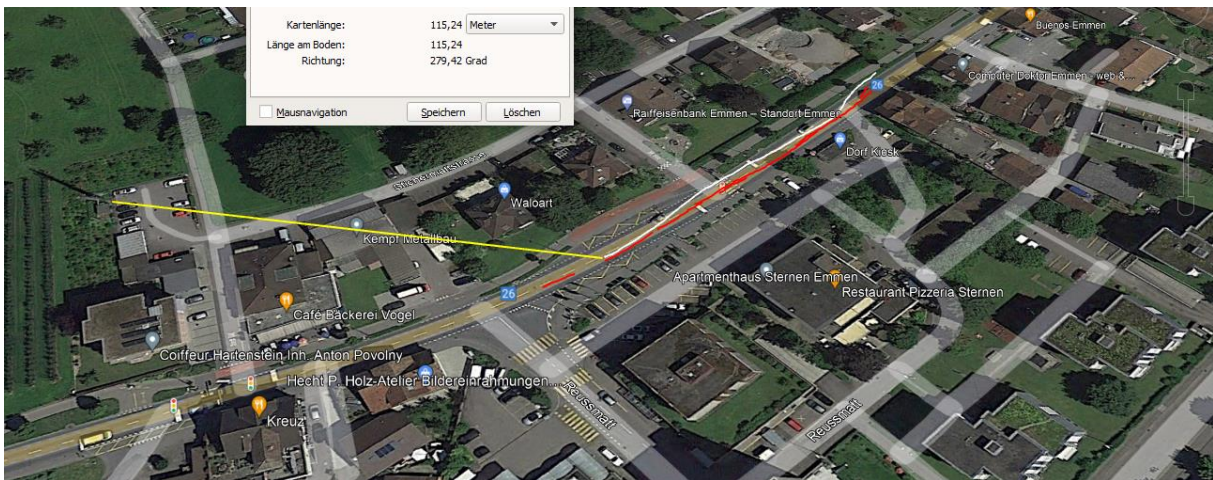 Kartenlänge: 115,24 Meter
Länge am Boden: 115,24
Richtung: 279,42 Grad
Mausnavigation Speichern Löschen
Buenos Emmen
Computer Doktor Emmen - web &...
26
Raiffeisenbank Emmen – Standort Emmen
Dorf Kiosk
Waloart
Kempf Metallbau
Apartmenthaus Sternen Emmen
Restaurant Pizzeria Sternen
26
Café Bäckerei Vogel
Coiffeur Hartenstein Inh. Anton Povolny
Hecht P. Holz-Atelier Bildereinrahmungen...
Kreuz
Reussmatt
Reussmatt